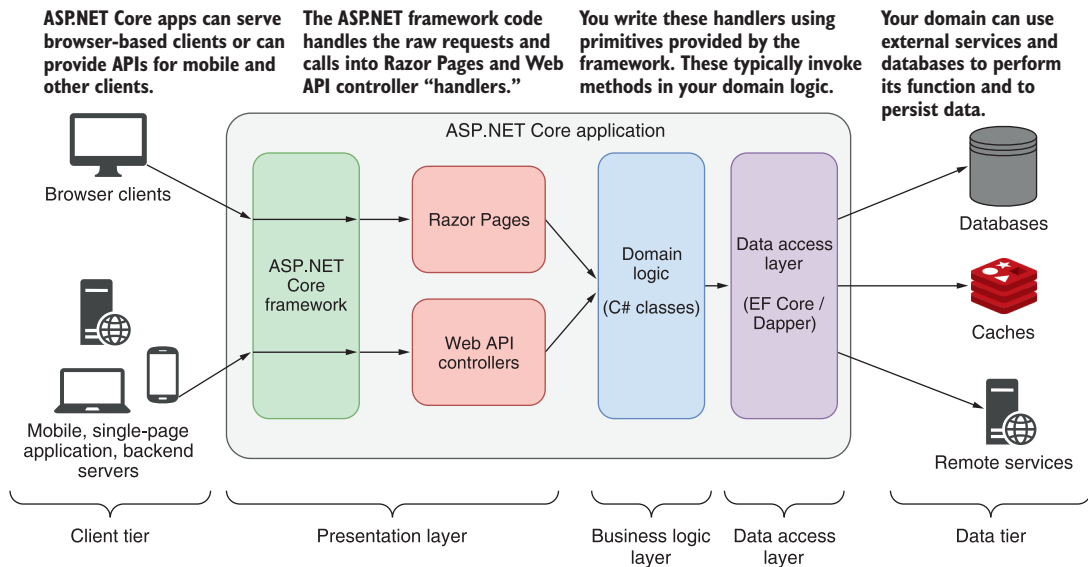 ASP.NET Core apps can serve
browser-based clients or can
provide APIs for mobile and
other clients.
The ASP.NET framework code
handles the raw requests and
calls into Razor Pages and Web
API controller “handlers.”
You write these handlers using
primitives provided by the
framework. These typically invoke
methods in your domain logic.
Your domain can use
external services and
databases to perform
its function and to
persist data.
ASP.NET Core application
Browser clients
Mobile, single-page
application, backend
servers
ASP.NET
Core
framework
Razor Pages
Web API
controllers
Domain
logic
(C# classes)
Data access
layer
(EF Core /
Dapper)
Databases
Caches
Remote services
Client tier
Presentation layer
Business logic
layer
Data access
layer
Data tier